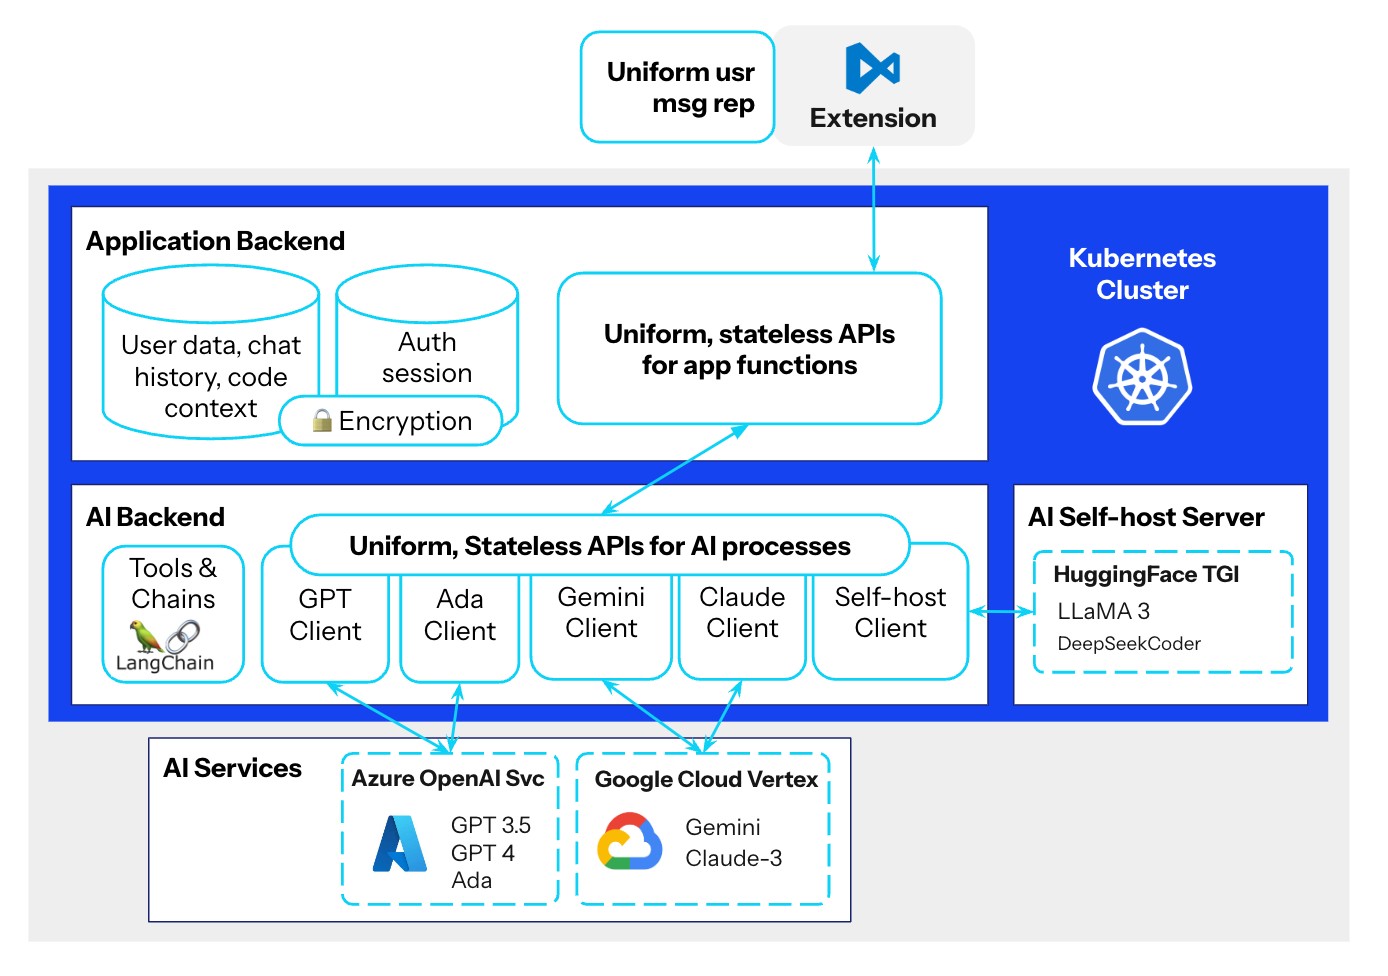 Uniform usr
msg rep
Extension
Application Backend
User data, chat
history, code
context
Auth
session
Encryption
Uniform, stateless APIs
for app functions
Kubernetes
Cluster
AI Backend
Uniform, Stateless APIs for AI processes
Tools &
Chains
LangChain
GPT
Client
Ada
Client
Gemini
Client
Claude
Client
Self-host
Client
AI Self-host Server
HuggingFace TGI
LLaMA 3
DeepSeekCoder
AI Services
Azure OpenAI Svc
GPT 3.5
GPT 4
Ada
Google Cloud Vertex
Gemini
Claude-3